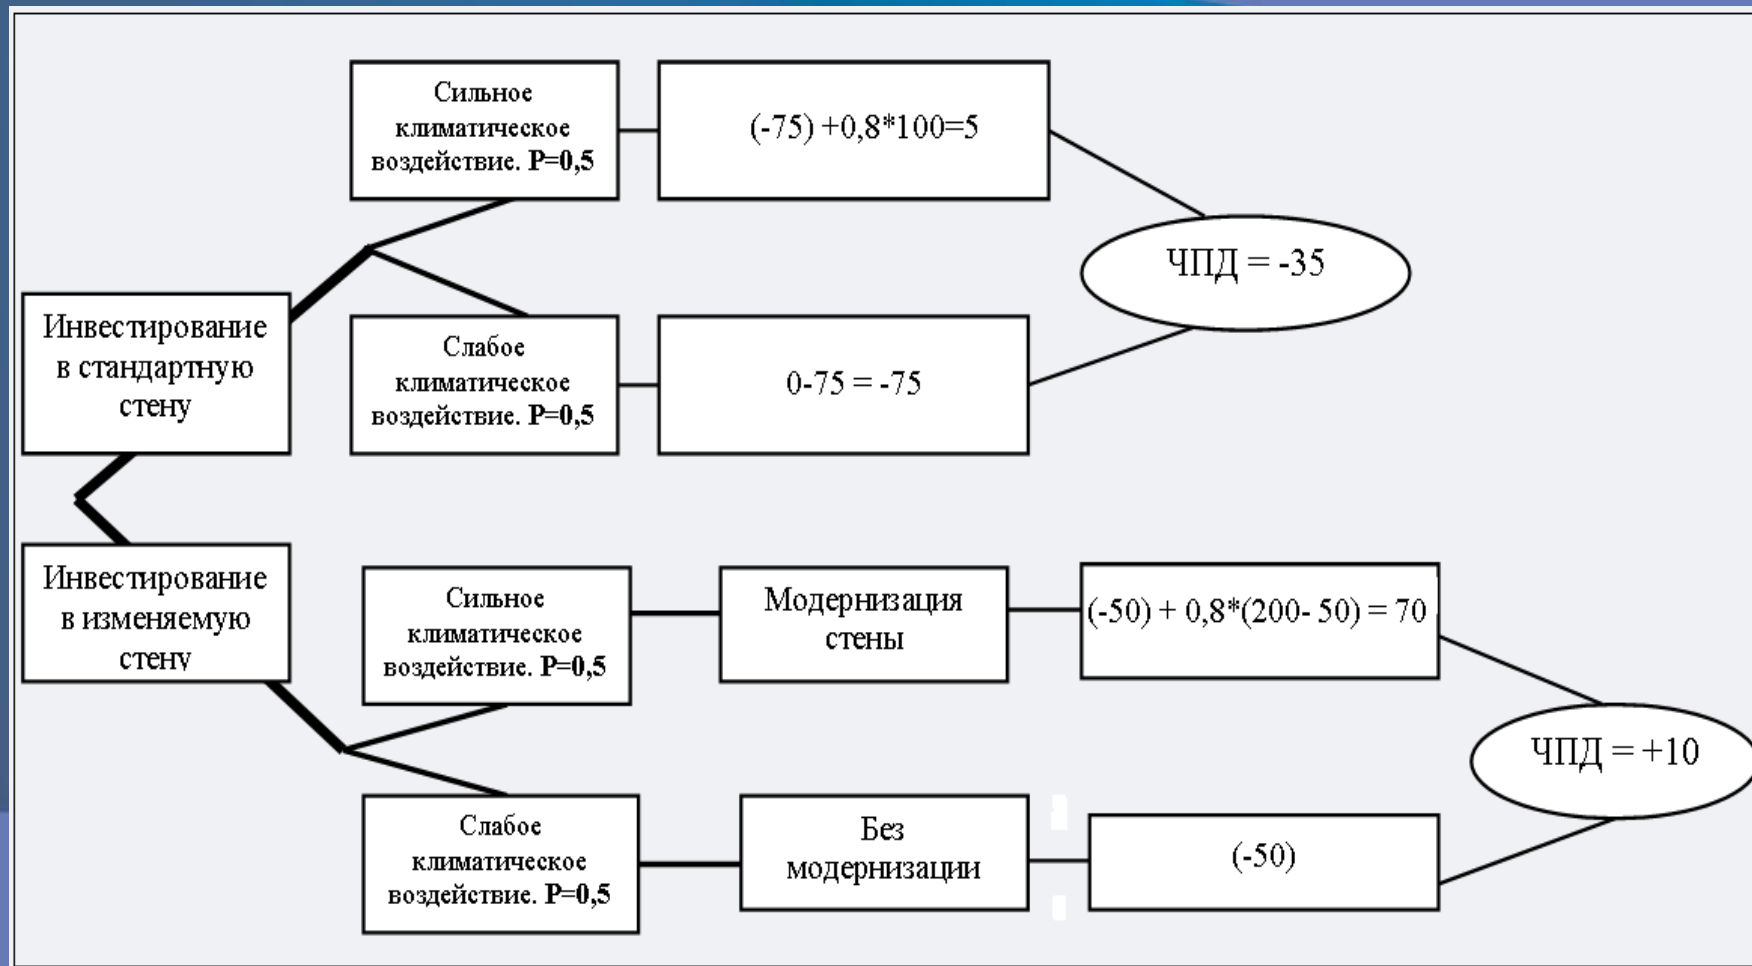 Сильное
климатическое
воздействие. P=0,5
(-75) +0,8*100=5
ЧПД = -35
Инвестирование
в стандартную
стену
Слабое
климатическое
воздействие. P=0,5
0-75 = -75
Инвестирование
в изменяемую
стену
Сильное
климатическое
воздействие. P=0,5
Модернизация
стены
(-50) + 0,8*(200- 50) = 70
ЧПД = +10
Слабое
климатическое
воздействие. P=0,5
Без
модернизации
(-50)